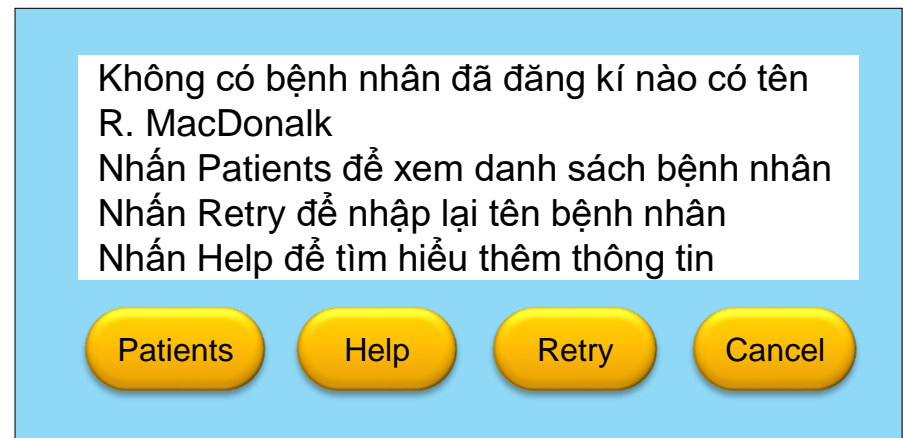 Không có bệnh nhân đã đăng kí nào có tên
R. MacDonalk
Nhấn Patients để xem danh sách bệnh nhân
Nhấn Retry để nhập lại tên bệnh nhân
Nhấn Help để tìm hiểu thêm thông tin
Patients Help Retry Cancel